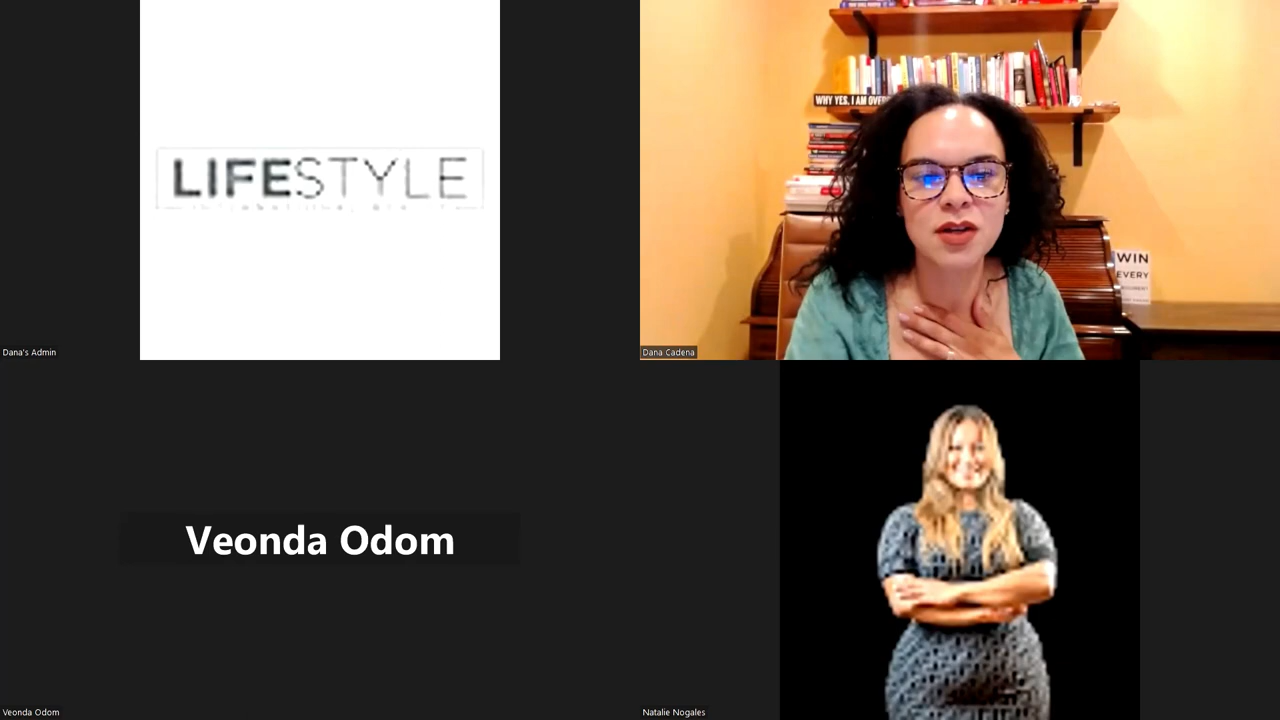 LIFESTYLE
Dana's Admin
WHY YES, I AM OVER
WIN
EVERY
Dana Cadena
Veonda Odom
Veonda Odom
Natalie Nogales